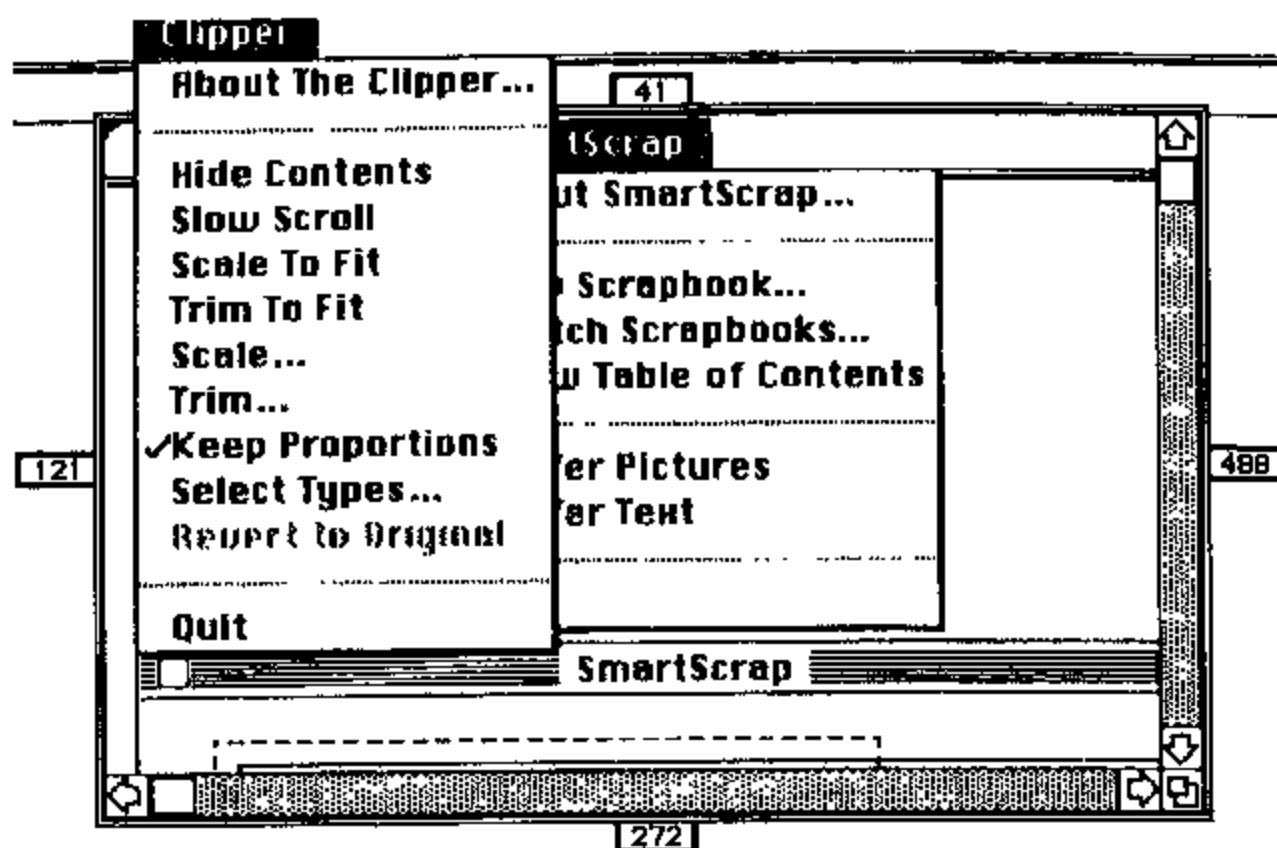 Clipper
About The Clipper...
Hide Contents
Slow Scroll
Scale To Fit
Trim To Fit
Scale...
Trim...
✓Keep Proportions
Select Types...
Revert to Original
Quit
41
tScrap
ut SmartScrap...
Scrapbook...
tch Scrapbooks...
w Table of Contents
er Pictures
er Text
121
488
SmartScrap
272